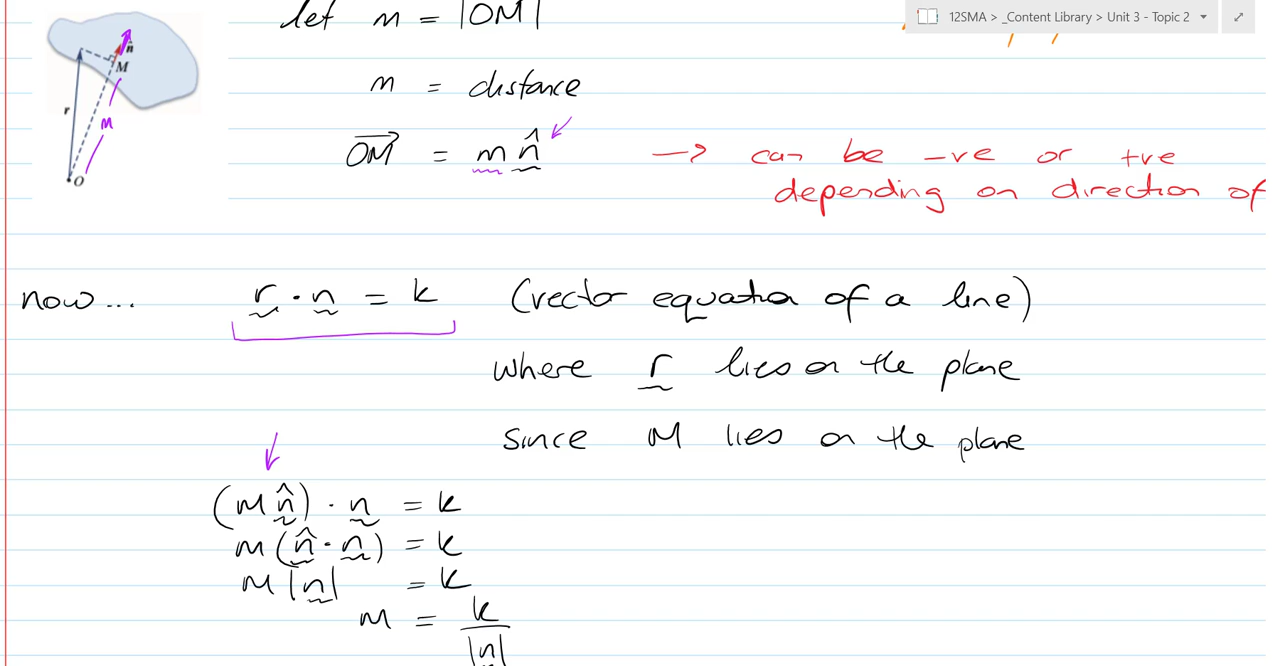 let m = |OM|
12SMA > _Content Library > Unit 3 - Topic 2
n̂
M
r
m
O
m = distance
OM⃗ = m n̂ → can be -ve or +ve
depending on direction of
now... r · n = k (vector equation of a line)
where r lies on the plane
since M lies on the plane
(m n̂) · n = k
m (n̂ · n) = k
m |n| = k
m = k / |n|